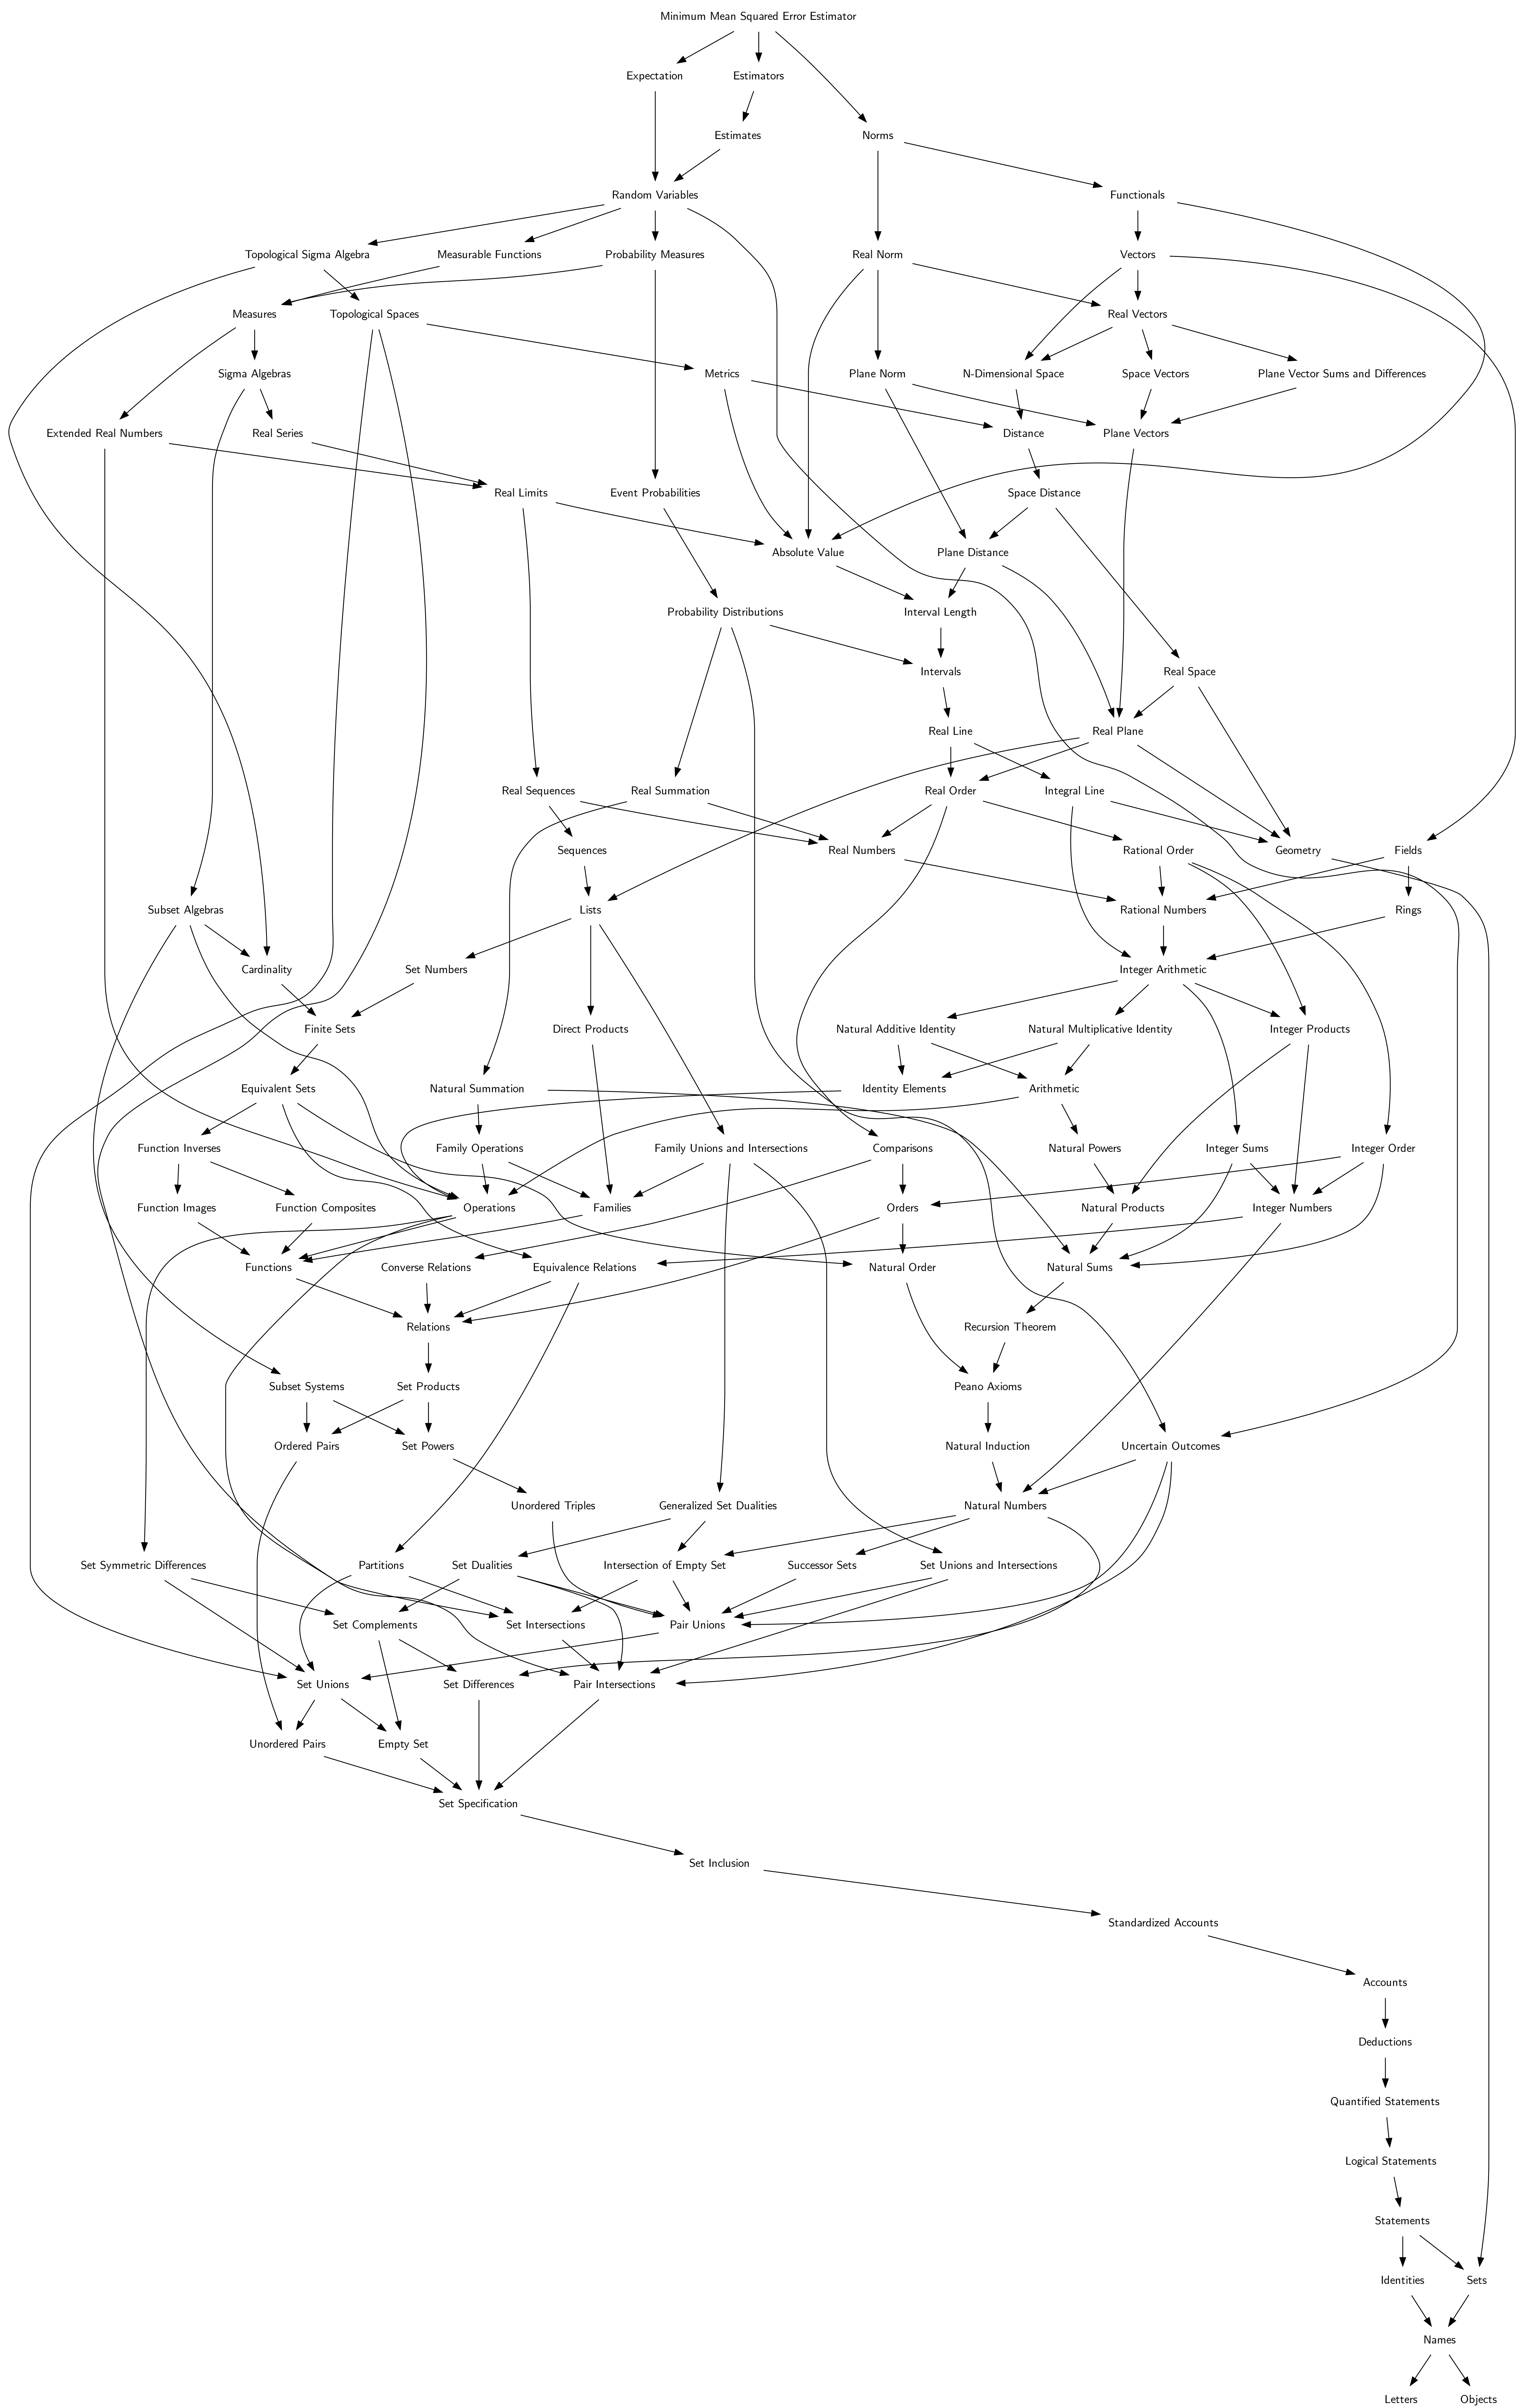 Minimum Mean Squared Error Estimator
Expectation
Estimators
Estimates
Norms
Random Variables
Functionals
Topological Sigma Algebra
Measurable Functions
Probability Measures
Real Norm
Vectors
Measures
Topological Spaces
Real Vectors
Sigma Algebras
Metrics
Plane Norm
N-Dimensional Space
Space Vectors
Plane Vector Sums and Differences
Extended Real Numbers
Real Series
Distance
Plane Vectors
Real Limits
Event Probabilities
Space Distance
Absolute Value
Plane Distance
Probability Distributions
Interval Length
Intervals
Real Space
Real Line
Real Plane
Real Sequences
Real Summation
Real Order
Integral Line
Sequences
Real Numbers
Rational Order
Geometry
Fields
Subset Algebras
Lists
Rational Numbers
Rings
Cardinality
Set Numbers
Integer Arithmetic
Finite Sets
Direct Products
Natural Additive Identity
Natural Multiplicative Identity
Integer Products
Equivalent Sets
Natural Summation
Identity Elements
Arithmetic
Function Inverses
Family Operations
Family Unions and Intersections
Comparisons
Natural Powers
Integer Sums
Integer Order
Function Images
Function Composites
Operations
Families
Orders
Natural Products
Integer Numbers
Functions
Converse Relations
Equivalence Relations
Natural Order
Natural Sums
Relations
Recursion Theorem
Subset Systems
Set Products
Peano Axioms
Ordered Pairs
Set Powers
Natural Induction
Uncertain Outcomes
Unordered Triples
Generalized Set Dualities
Natural Numbers
Set Symmetric Differences
Partitions
Set Dualities
Intersection of Empty Set
Successor Sets
Set Unions and Intersections
Set Complements
Set Intersections
Pair Unions
Set Unions
Set Differences
Pair Intersections
Unordered Pairs
Empty Set
Set Specification
Set Inclusion
Standardized Accounts
Accounts
Deductions
Quantified Statements
Logical Statements
Statements
Identities
Sets
Names
Letters
Objects